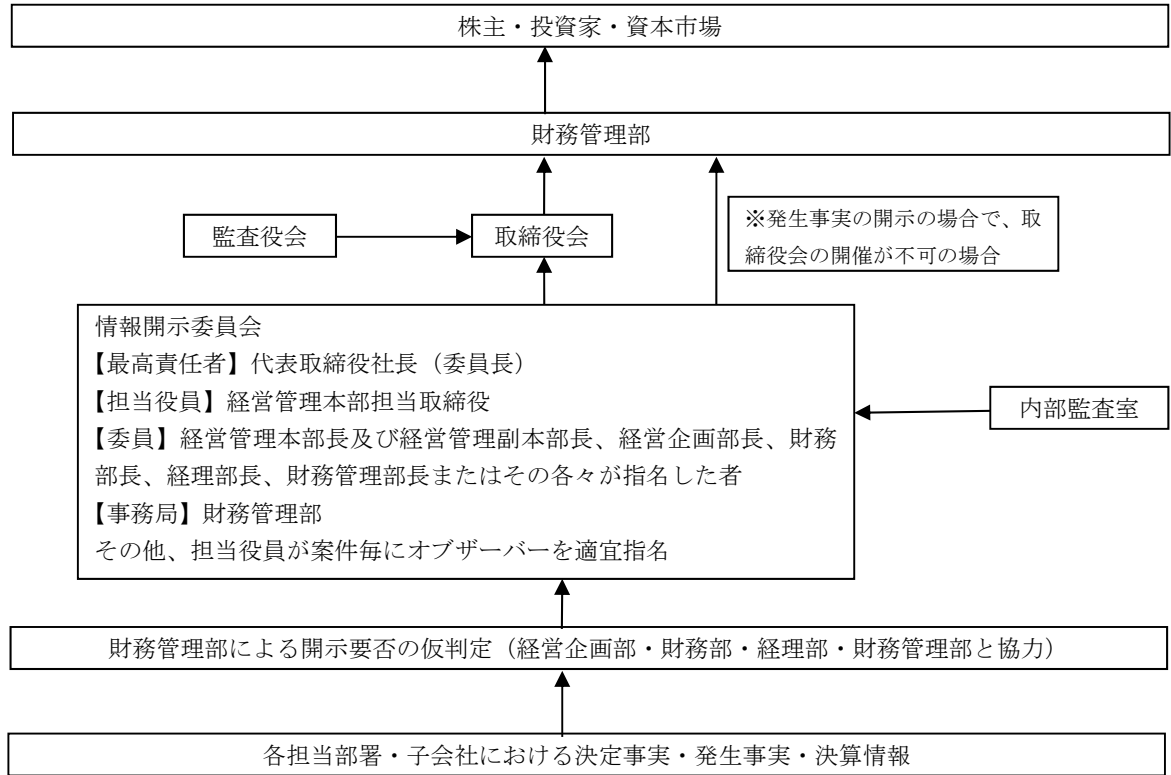 株主・投資家・資本市場
財務管理部
監査役会
取締役会
※発生事実の開示の場合で、取
締役会の開催が不可の場合
情報開示委員会
【最高責任者】代表取締役社長（委員長）
【担当役員】経営管理本部担当取締役
【委員】経営管理本部長及び経営管理副本部長、経営企画部長、財務
部長、経理部長、財務管理部長またはその各々が指名した者
【事務局】財務管理部
その他、担当役員が案件毎にオブザーバーを適宜指名
内部監査室
財務管理部による開示要否の仮判定（経営企画部・財務部・経理部・財務管理部と協力）
各担当部署・子会社における決定事実・発生事実・決算情報